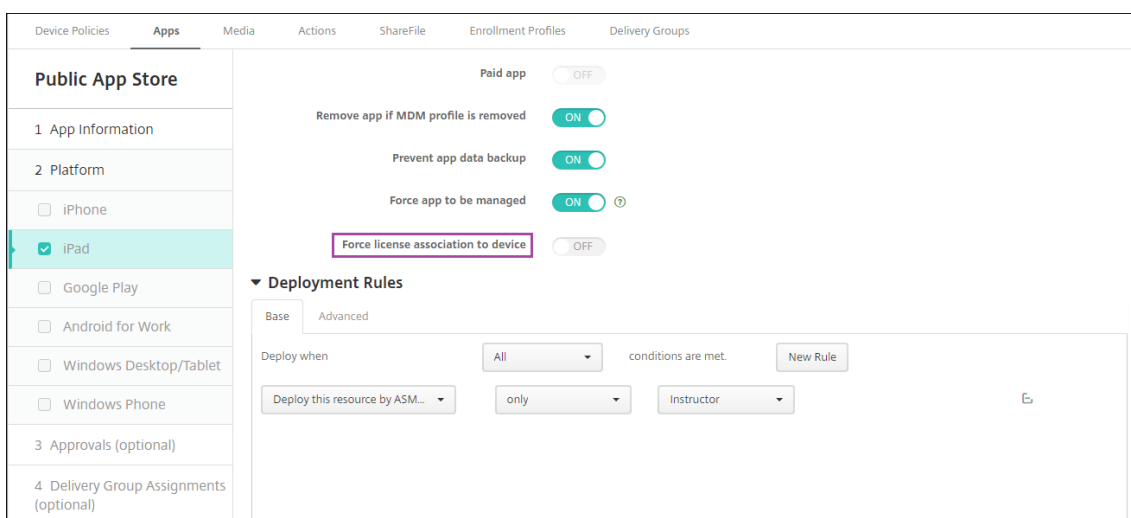 Device Policies Apps Media Actions ShareFile Enrollment Profiles Delivery Groups
Public App Store
1 App Information
2 Platform
iPhone
iPad
Google Play
Android for Work
Windows Desktop/Tablet
Windows Phone
3 Approvals (optional)
4 Delivery Group Assignments
(optional)
Paid app OFF
Remove app if MDM profile is removed ON
Prevent app data backup ON
Force app to be managed ON ?
Force license association to device OFF
Deployment Rules
Base Advanced
Deploy when All conditions are met. New Rule
Deploy this resource by ASM... only Instructor